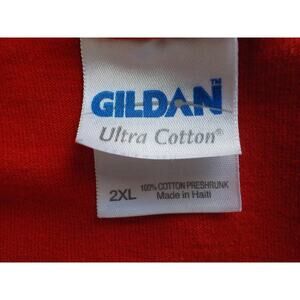 GILDAN™
Ultra Cotton®
2XL 100% COTTON PRESHRUNK
Made in Haiti